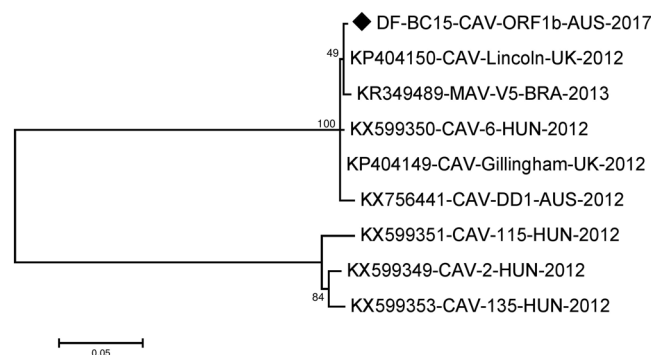 DF-BC15-CAV-ORF1b-AUS-2017
49
KP404150-CAV-Lincoln-UK-2012
KR349489-MAV-V5-BRA-2013
100
KX599350-CAV-6-HUN-2012
KP404149-CAV-Gillingham-UK-2012
KX756441-CAV-DD1-AUS-2012
KX599351-CAV-115-HUN-2012
KX599349-CAV-2-HUN-2012
84
KX599353-CAV-135-HUN-2012
0.05